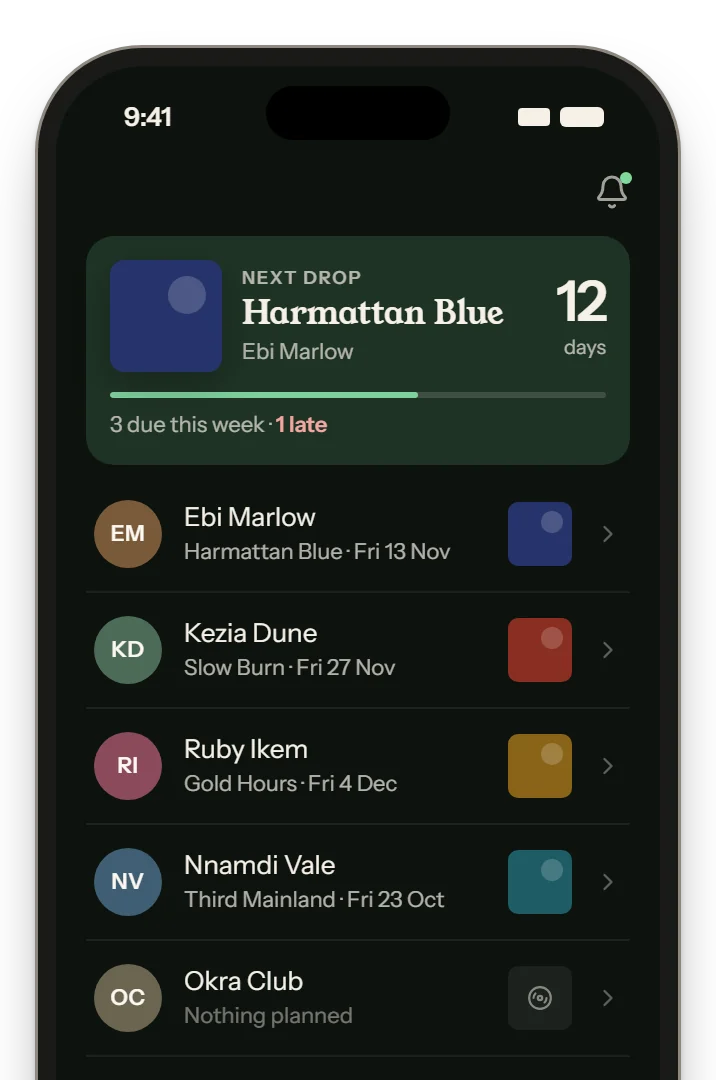 9:41
NEXT DROP
Harmattan Blue
Ebi Marlow
12
days
3 due this week · 1 late
EM
Ebi Marlow
Harmattan Blue · Fri 13 Nov
KD
Kezia Dune
Slow Burn · Fri 27 Nov
RI
Ruby Ikem
Gold Hours · Fri 4 Dec
NV
Nnamdi Vale
Third Mainland · Fri 23 Oct
OC
Okra Club
Nothing planned